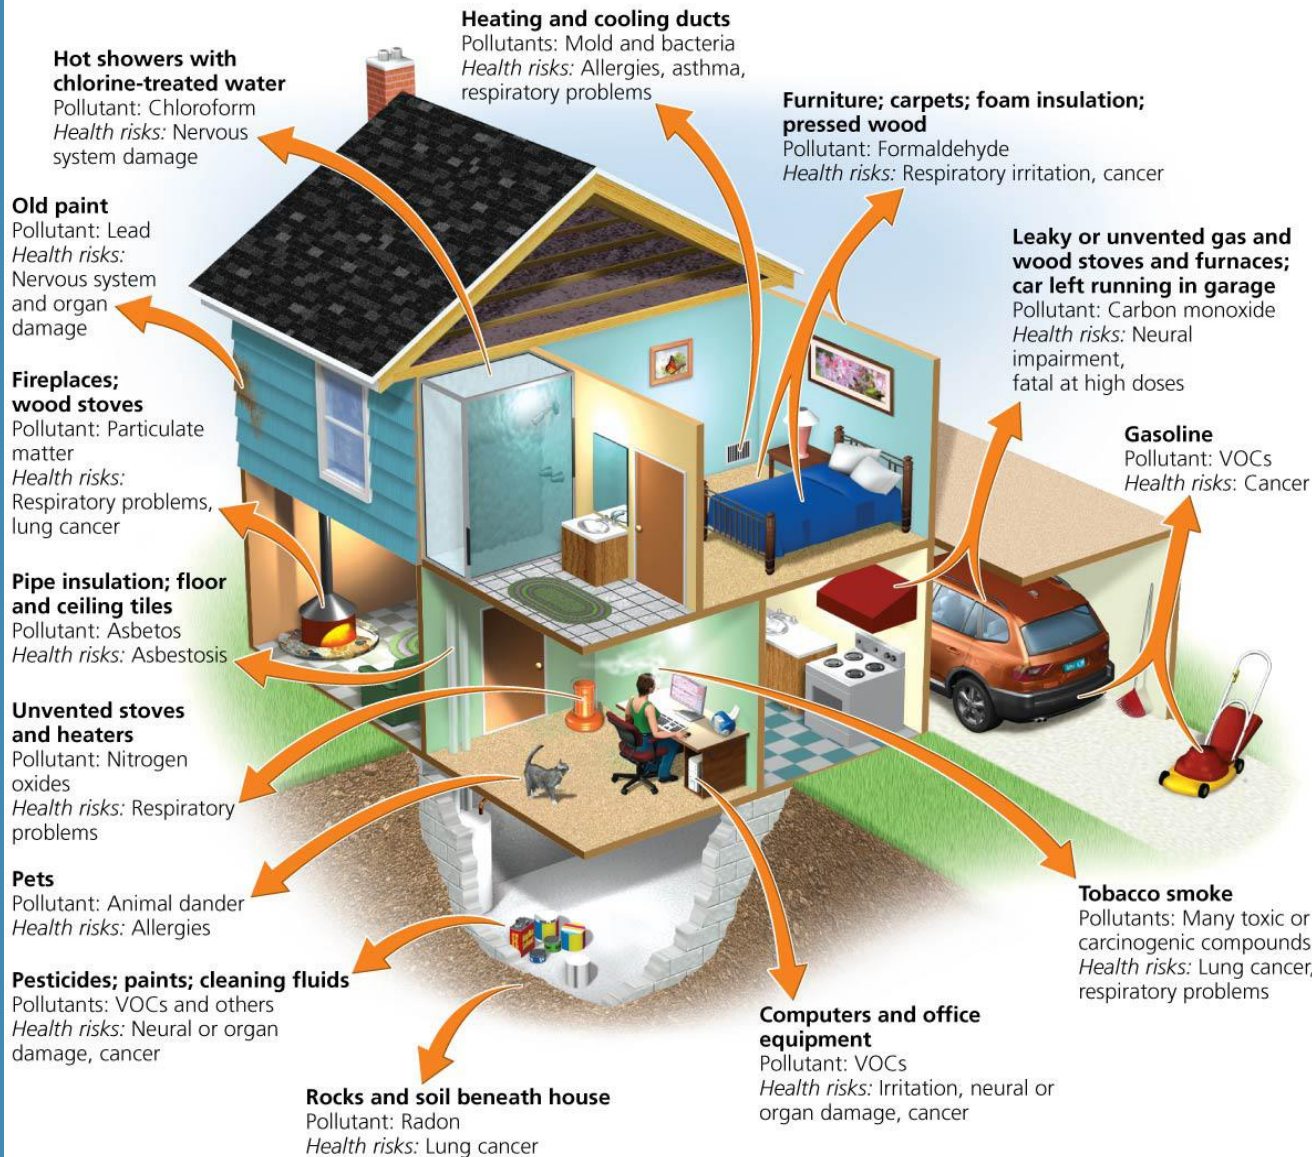 Heating and cooling ducts
Pollutants: Mold and bacteria
Health risks: Allergies, asthma,
respiratory problems
Hot showers with
chlorine-treated water
Pollutant: Chloroform
Health risks: Nervous
system damage
Furniture; carpets; foam insulation;
pressed wood
Pollutant: Formaldehyde
Health risks: Respiratory irritation, cancer
Old paint
Pollutant: Lead
Health risks:
Nervous system
and organ
damage
Leaky or unvented gas and
wood stoves and furnaces;
car left running in garage
Pollutant: Carbon monoxide
Health risks: Neural
impairment,
fatal at high doses
Fireplaces;
wood stoves
Pollutant: Particulate
matter
Health risks:
Respiratory problems,
lung cancer
Gasoline
Pollutant: VOCs
Health risks: Cancer
Pipe insulation; floor
and ceiling tiles
Pollutant: Asbetos
Health risks: Asbestosis
Unvented stoves
and heaters
Pollutant: Nitrogen
oxides
Health risks: Respiratory
problems
Pets
Pollutant: Animal dander
Health risks: Allergies
Tobacco smoke
Pollutants: Many toxic or
carcinogenic compounds
Health risks: Lung cancer,
respiratory problems
Pesticides; paints; cleaning fluids
Pollutants: VOCs and others
Health risks: Neural or organ
damage, cancer
Computers and office
equipment
Pollutant: VOCs
Health risks: Irritation, neural or
organ damage, cancer
Rocks and soil beneath house
Pollutant: Radon
Health risks: Lung cancer